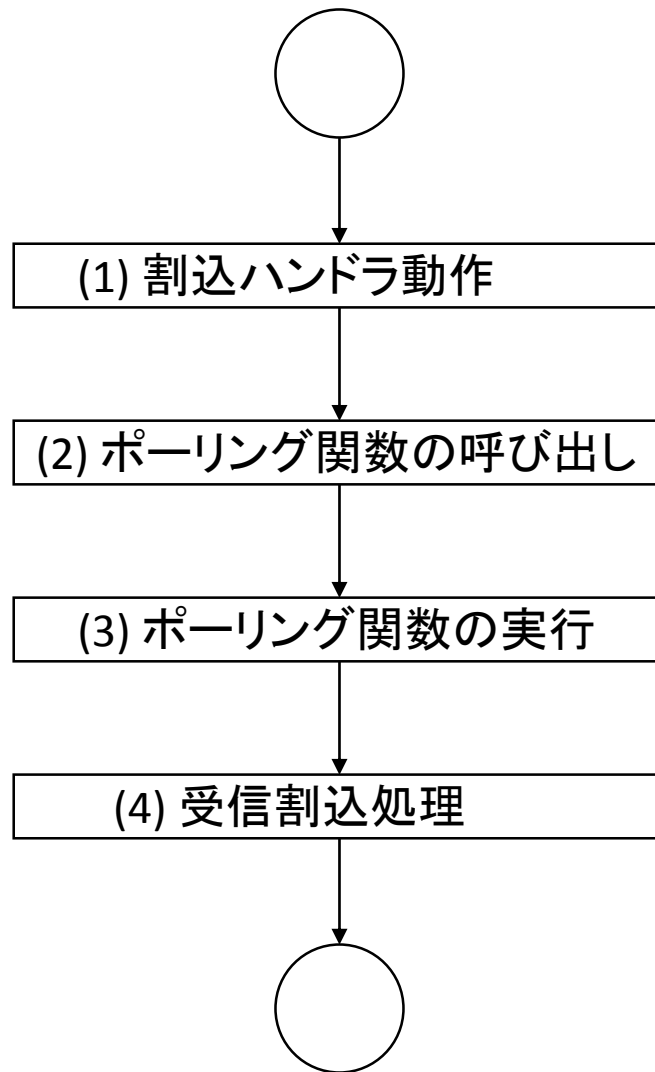 (1) 割込ハンドラ動作
(2) ポーリング関数の呼び出し
(3) ポーリング関数の実行
(4) 受信割込処理